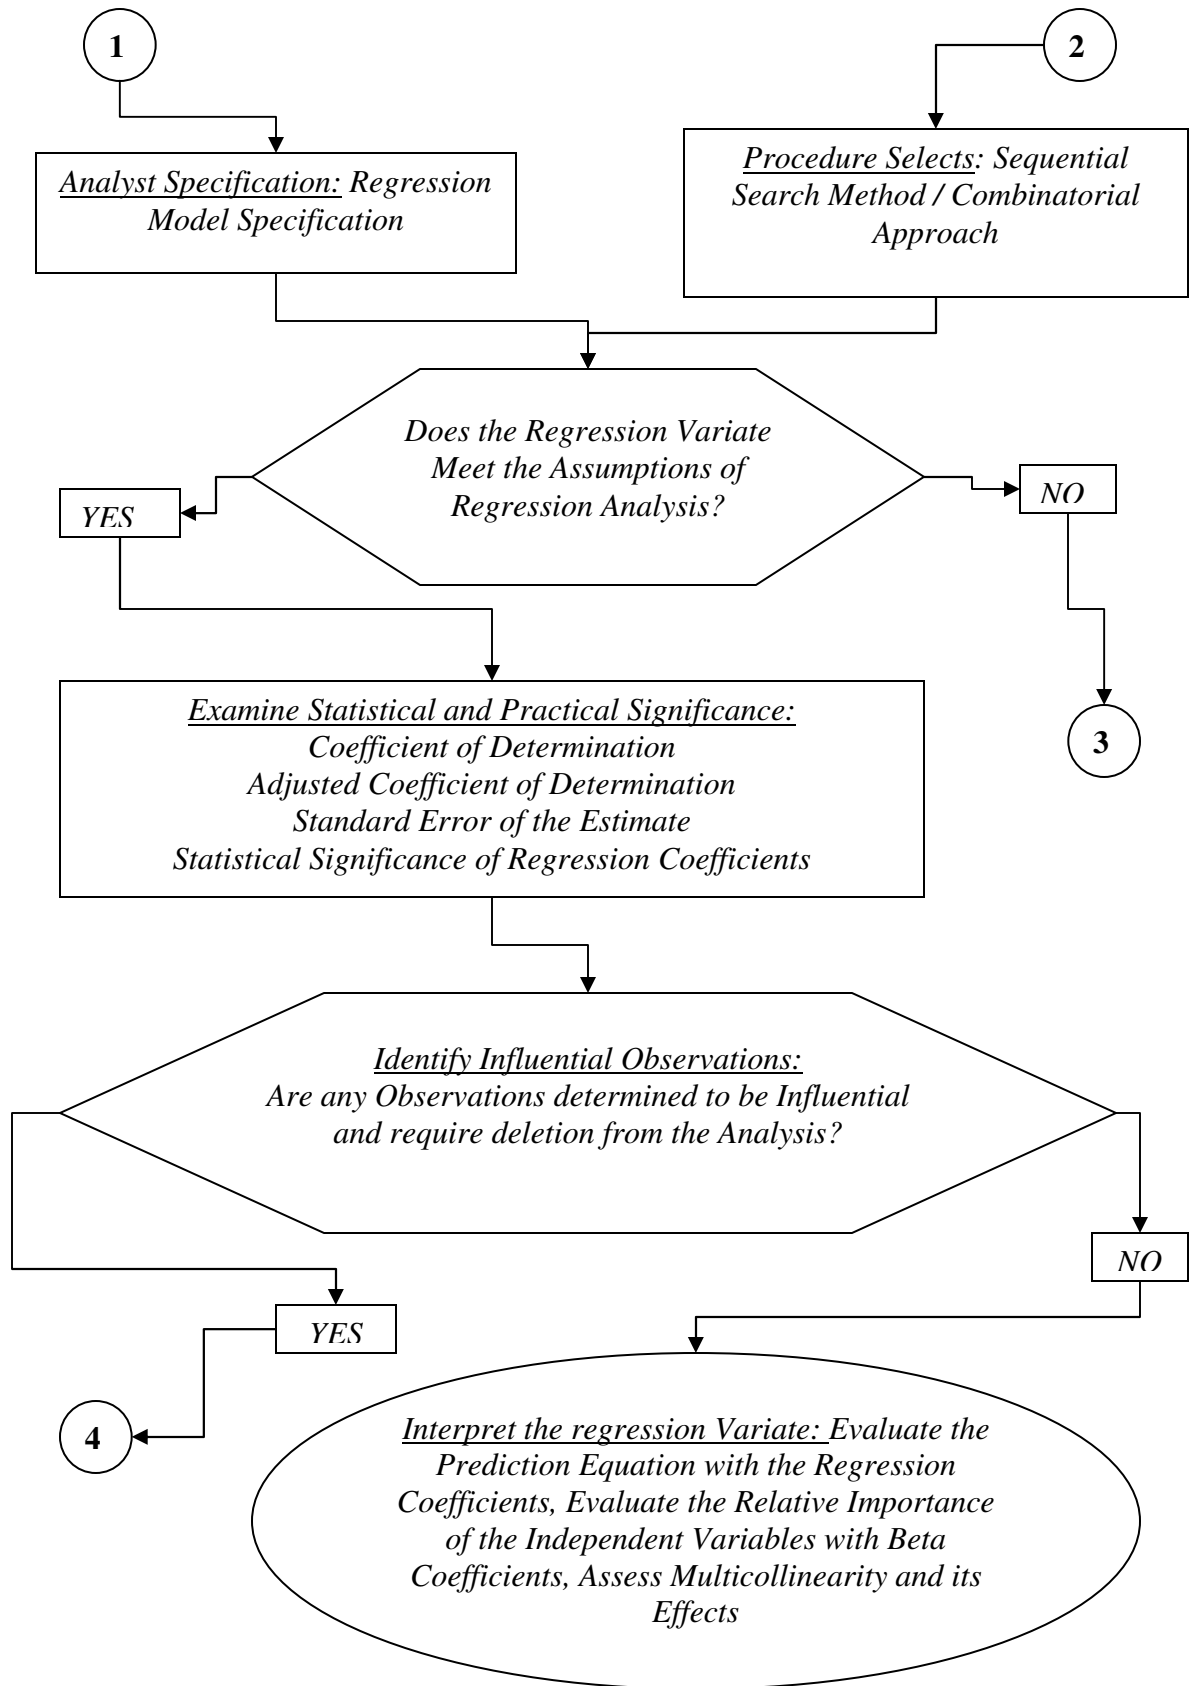 1
2
Analyst Specification: Regression
Model Specification
Procedure Selects: Sequential
Search Method / Combinatorial
Approach
Does the Regression Variate
Meet the Assumptions of
Regression Analysis?
YES
NO
Examine Statistical and Practical Significance:
Coefficient of Determination
Adjusted Coefficient of Determination
Standard Error of the Estimate
Statistical Significance of Regression Coefficients
3
Identify Influential Observations:
Are any Observations determined to be Influential
and require deletion from the Analysis?
NO
YES
4
Interpret the regression Variate: Evaluate the
Prediction Equation with the Regression
Coefficients, Evaluate the Relative Importance
of the Independent Variables with Beta
Coefficients, Assess Multicollinearity and its
Effects